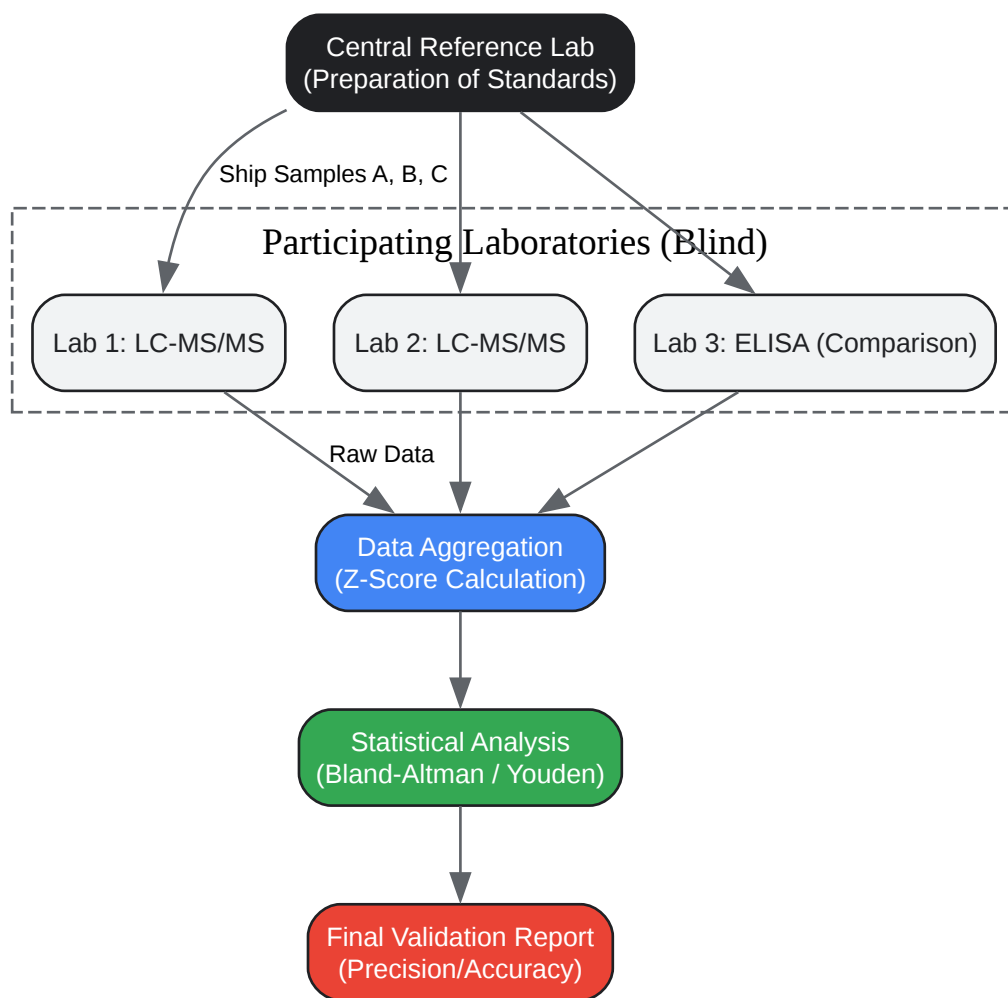 Central Reference Lab
(Preparation of Standards)
Ship Samples A, B, C
Participating Laboratories (Blind)
Lab 1: LC-MS/MS
Lab 2: LC-MS/MS
Lab 3: ELISA (Comparison)
Raw Data
Data Aggregation
(Z-Score Calculation)
Statistical Analysis
(Bland-Altman / Youden)
Final Validation Report
(Precision/Accuracy)